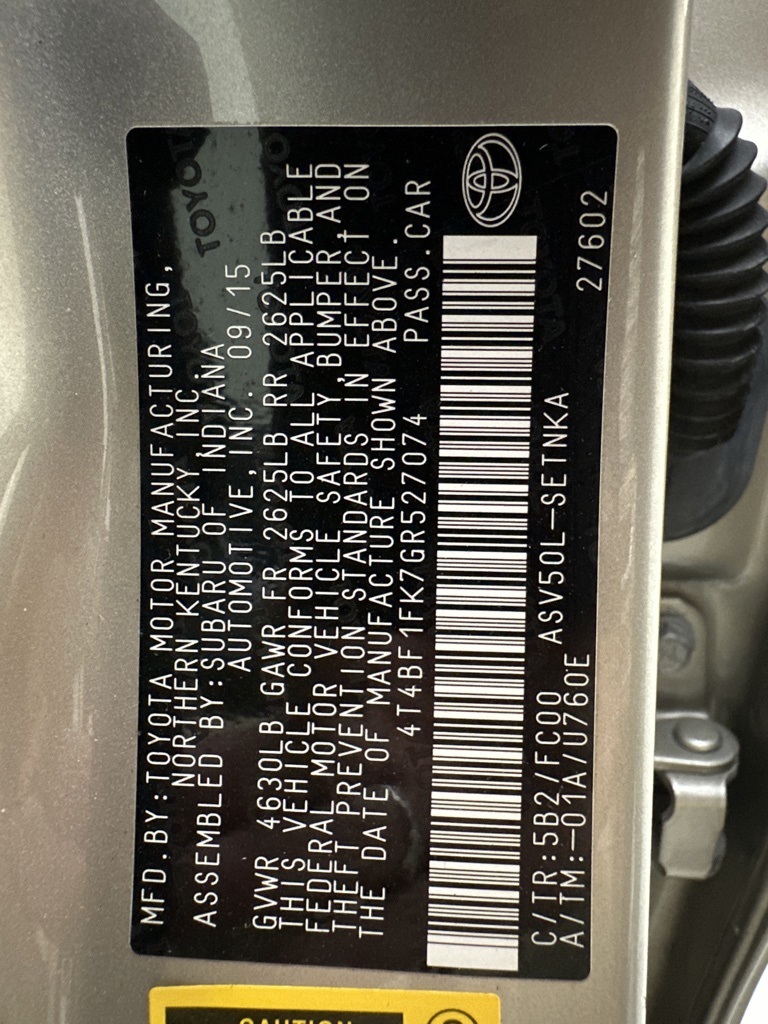 MFD.BY:TOYOTA MOTOR MANUFACTURING,
NORTHERN KENTUCKY,INC.
ASSEMBLED BY:SUBARU OF INDIANA
AUTOMOTIVE,INC. 09/15
GVWR 4630LB GAWR FR 2625LB RR 2625LB
THIS VEHICLE CONFORMS TO ALL APPLICABLE
FEDERAL MOTOR VEHICLE SAFETY,BUMPER,AND
THEFT PREVENTION STANDARDS IN EFFECT ON
THE DATE OF MANUFACTURE SHOWN ABOVE.
4T4BF1FK7GR527074 PASS.CAR
C/TR:5B2/FC00 ASV50L-SETNKA
A/TM:-01A/U760E
27602
TOYOTA
CAUTION